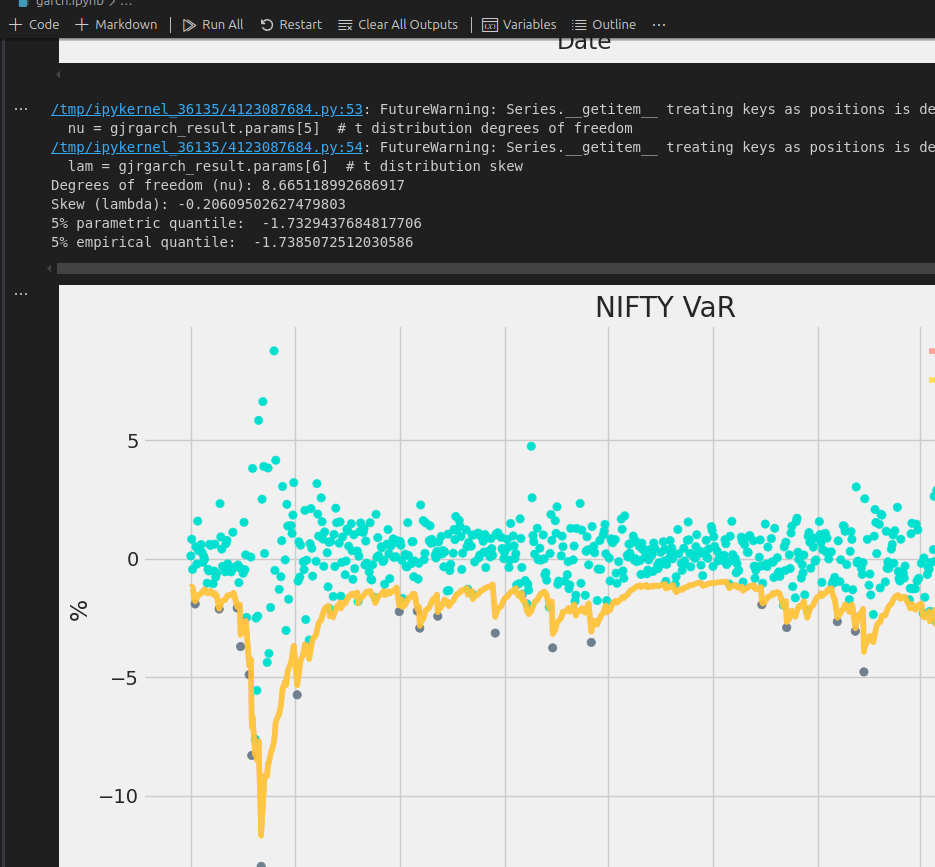 garch.ipynb > ...
+ Code + Markdown | Run All Restart Clear All Outputs | Variables Outline ...
Date
... /tmp/ipykernel_36135/4123087684.py:53: FutureWarning: Series.__getitem__ treating keys as positions is de
nu = gjrgarch_result.params[5]  # t distribution degrees of freedom
/tmp/ipykernel_36135/4123087684.py:54: FutureWarning: Series.__getitem__ treating keys as positions is de
lam = gjrgarch_result.params[6]  # t distribution skew
Degrees of freedom (nu): 8.665118992686917
Skew (lambda): -0.20609502627479803
5% parametric quantile:  -1.7329437684817706
5% empirical quantile:  -1.7385072512030586
...
NIFTY VaR
5
0
%
−5
−10